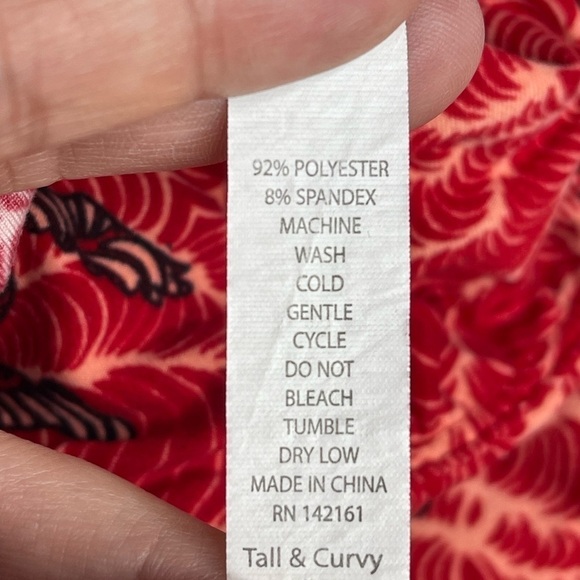 92% POLYESTER
8% SPANDEX
MACHINE
WASH
COLD
GENTLE
CYCLE
DO NOT
BLEACH
TUMBLE
DRY LOW
MADE IN CHINA
RN 142161
Tall & Curvy